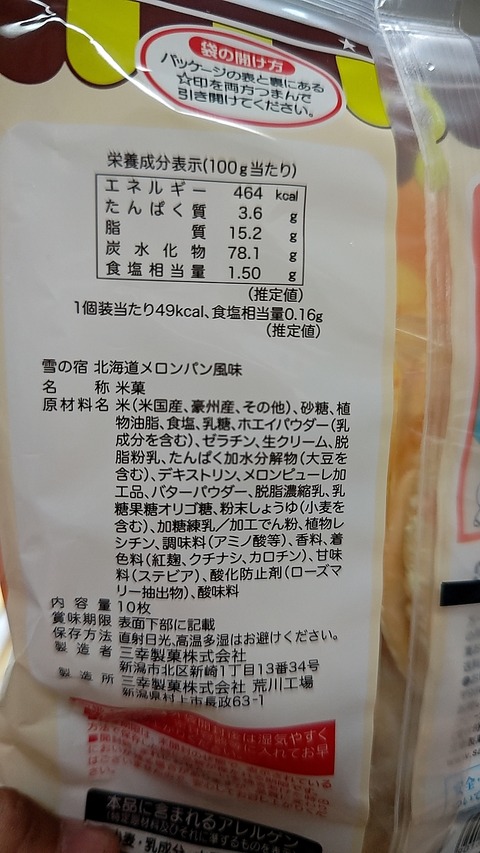 袋の開け方
パッケージの表と裏にある
☆印を両方つまんで
引き開けてください。
栄養成分表示(100g当たり)
エネルギー 464 kcal
たんぱく質 3.6 g
脂質 15.2 g
炭水化物 78.1 g
食塩相当量 1.50 g
(推定値)
1個装当たり49kcal、食塩相当量0.16g
(推定値)
雪の宿 北海道メロンパン風味
名称 米菓
原材料名 米(米国産、豪州産、その他)、砂糖、植
物油脂、食塩、乳糖、ホエイパウダー(乳
成分を含む)、ゼラチン、生クリーム、脱
脂粉乳、たんぱく加水分解物(大豆を
含む)、デキストリン、メロンピューレ加
工品、バターパウダー、脱脂濃縮乳、乳
糖果糖オリゴ糖、粉末しょうゆ(小麦を
含む)、加糖練乳/加工でん粉、植物レ
シチン、調味料(アミノ酸等)、香料、着
色料(紅麹、クチナシ、カロチン)、甘味
料(ステビア)、酸化防止剤(ローズマ
リー抽出物)、酸味料
内容量 10枚
賞味期限 表面下部に記載
保存方法 直射日光、高温多湿はお避けください。
製造者 三幸製菓株式会社
新潟市北区新崎1丁目13番34号
製造所 三幸製菓株式会社 荒川工場
新潟県村上市長政63-1
本品に含まれるアレルゲン
小麦・乳成分